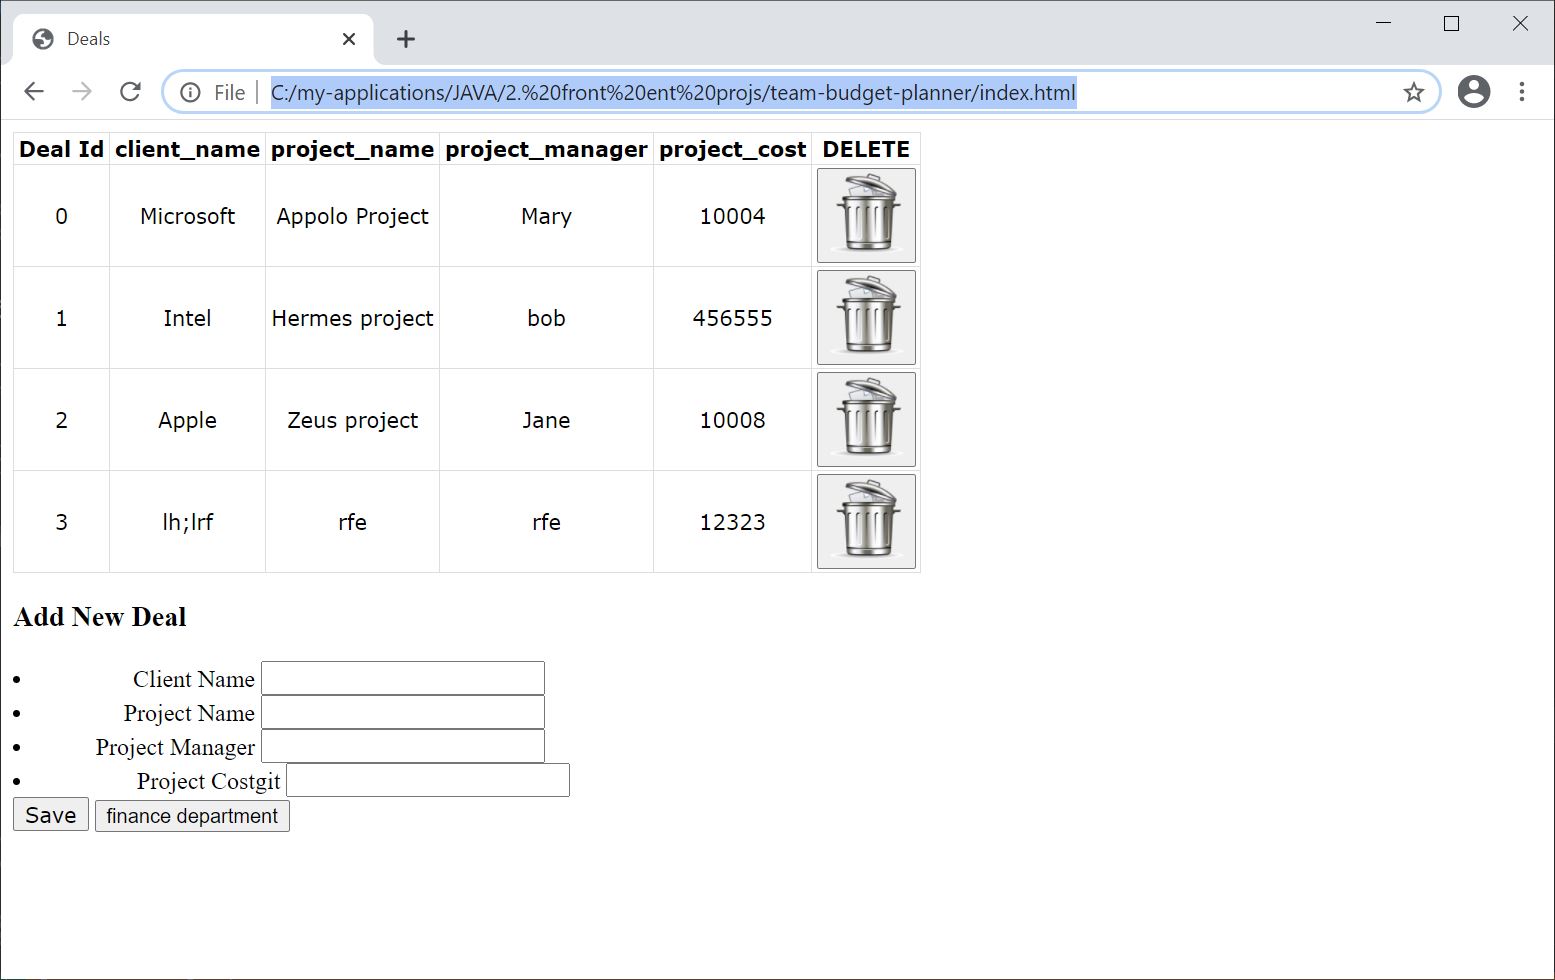 Deals
File C:/my-applications/JAVA/2.%20front%20ent%20projs/team-budget-planner/index.html
Deal Id client_name project_name project_manager project_cost DELETE
0 Microsoft Appolo Project Mary 10004
1 Intel Hermes project bob 456555
2 Apple Zeus project Jane 10008
3 lh;lrf rfe rfe 12323
Add New Deal
Client Name
Project Name
Project Manager
Project Costgit
Save finance department